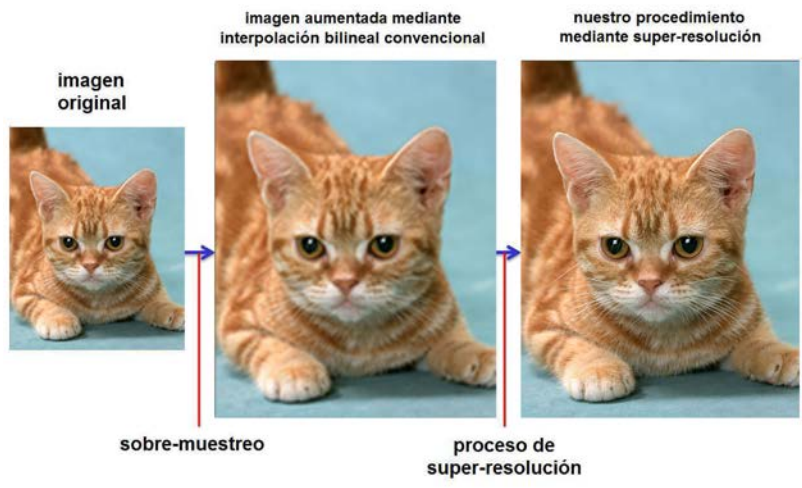 imagen
original
imagen aumentada mediante
interpolación bilineal convencional
nuestro procedimiento
mediante super-resolución
sobre-muestreo
proceso de
super-resolución